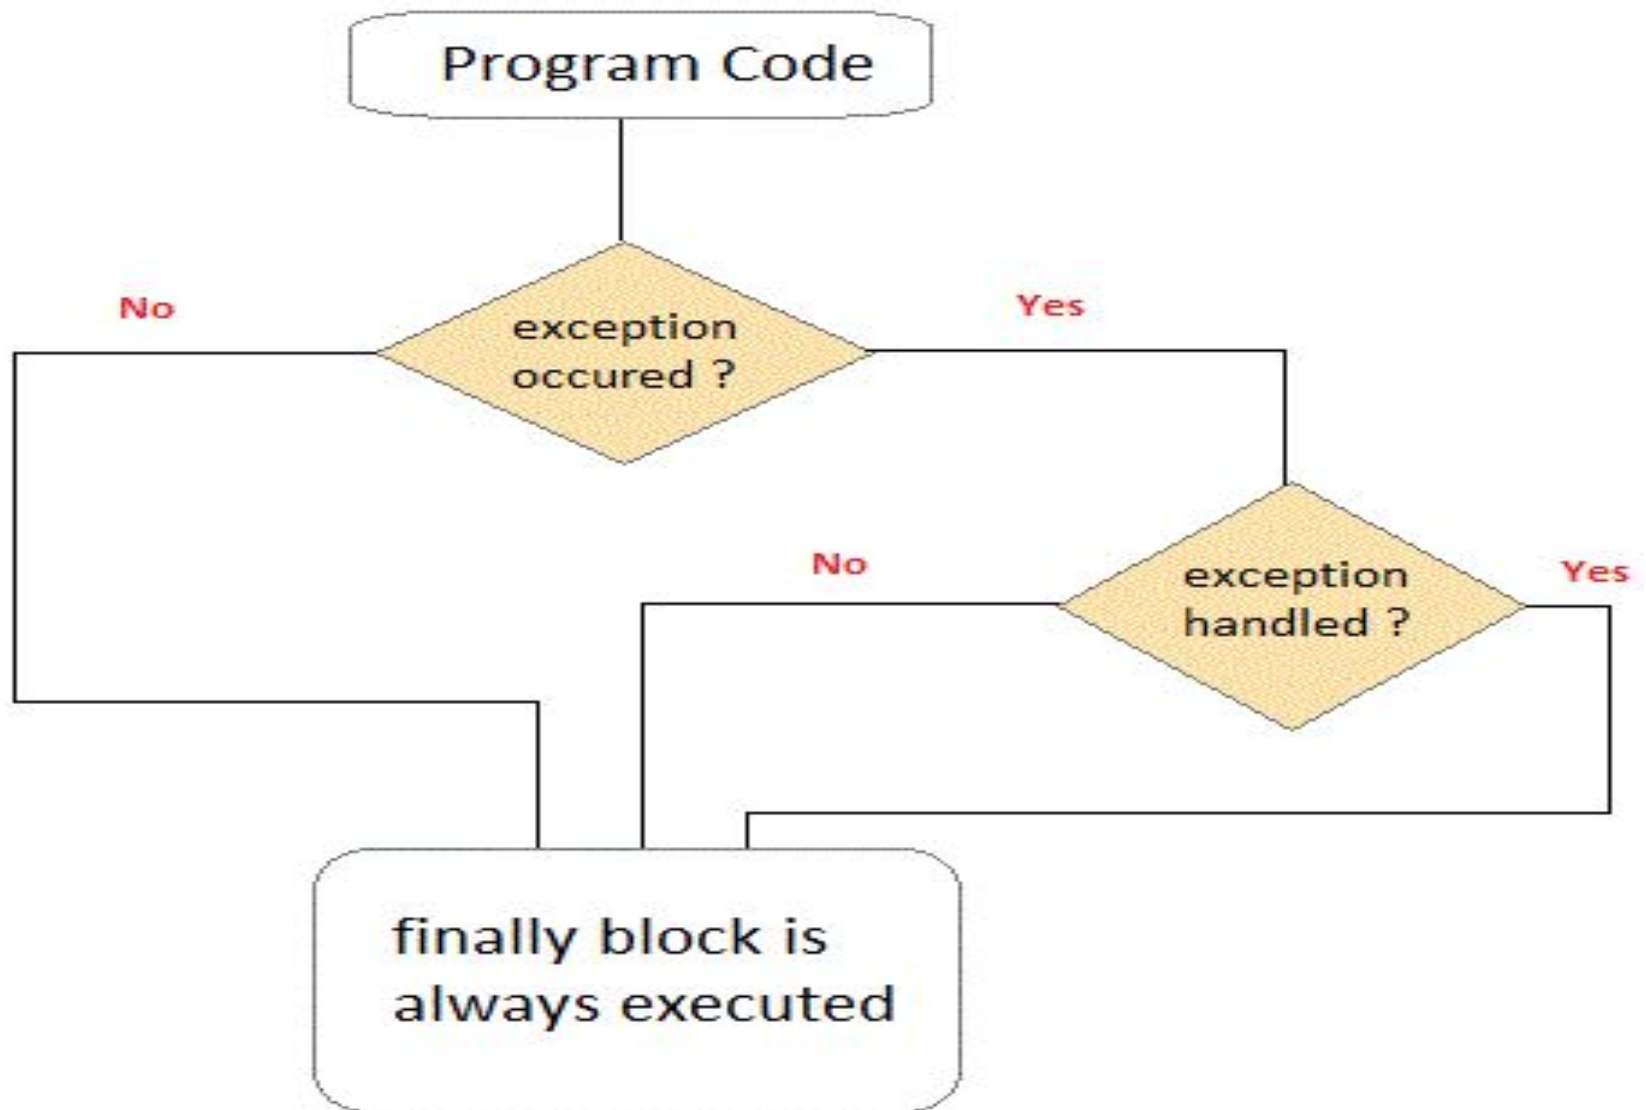 Program Code
No
Yes
exception
occured ?
No
Yes
exception
handled ?
finally block is
always executed